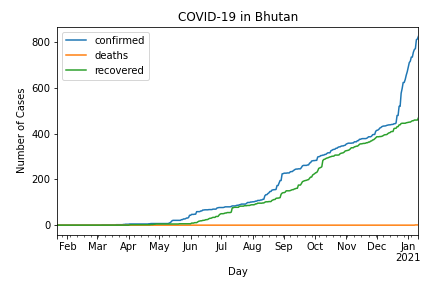 COVID-19 in Bhutan
confirmed
deaths
recovered
Number of Cases
800
600
400
200
0
Feb Mar Apr May Jun Jul Aug Sep Oct Nov Dec Jan
2021
Day